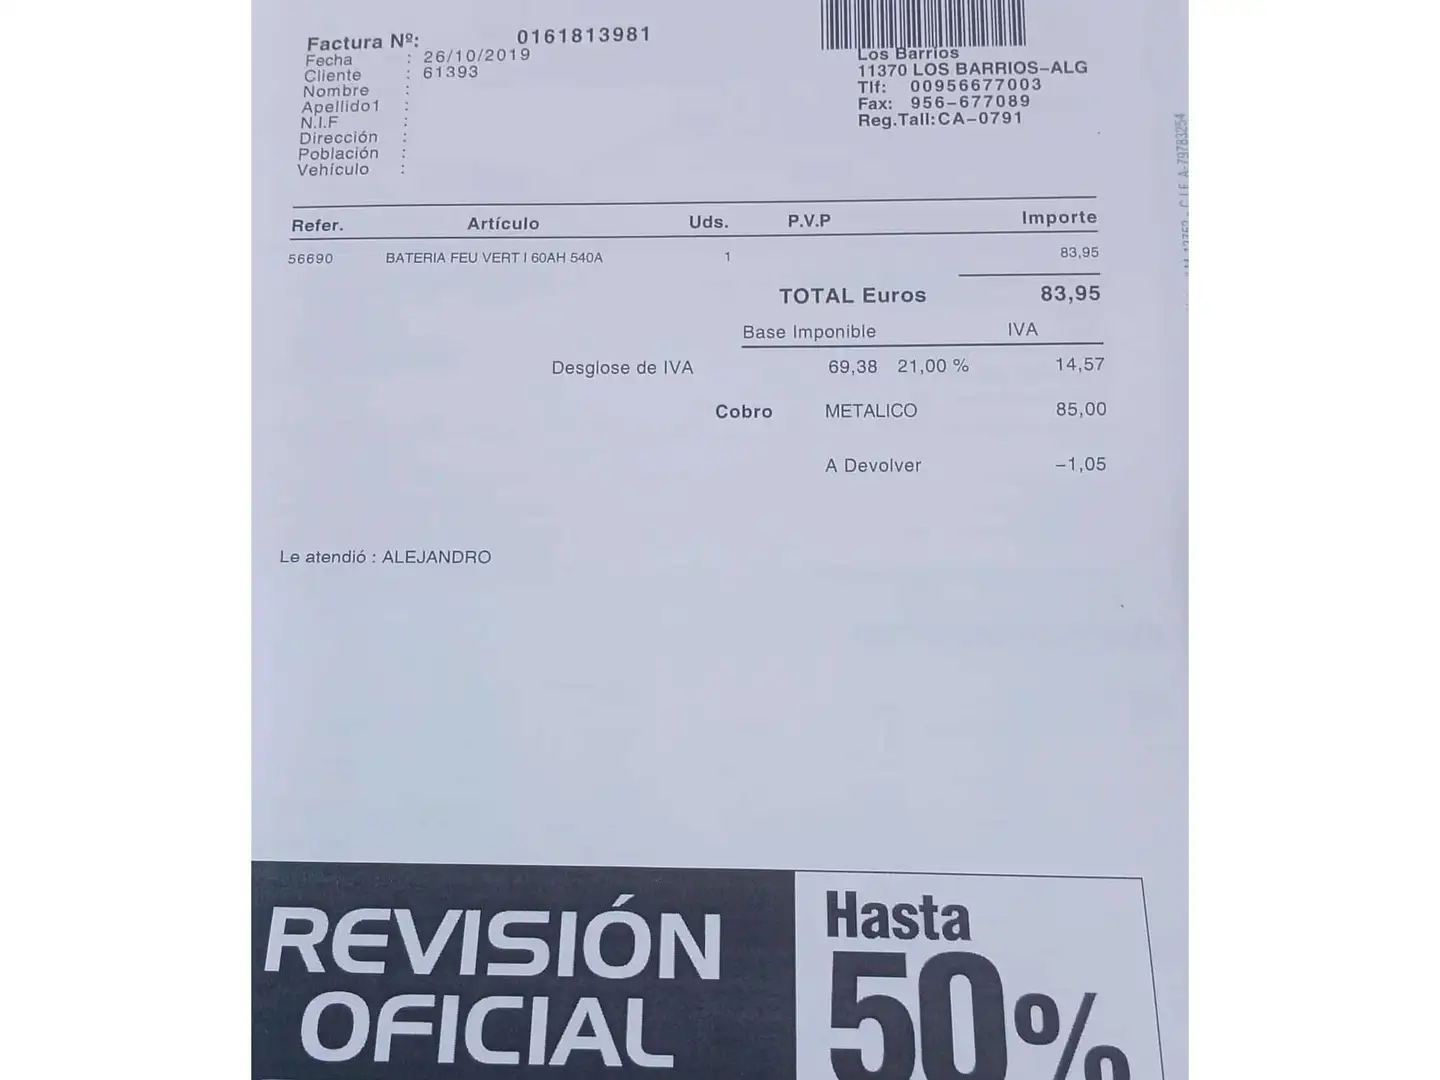 Factura Nº: 0161813981
Fecha : 26/10/2019
Cliente : 61393
Nombre :
Apellido1 :
N.I.F :
Dirección :
Población :
Vehículo :
Los Barrios
11370 LOS BARRIOS-ALG
Tlf: 00956677003
Fax: 956-677089
Reg.Tall:CA-0791
C.I.F. A-79783254
Refer. Artículo Uds. P.V.P Importe
56690 BATERIA FEU VERT I 60AH 540A 1 83,95
TOTAL Euros 83,95
Base Imponible IVA
Desglose de IVA 69,38 21,00 % 14,57
Cobro METALICO 85,00
A Devolver -1,05
Le atendió : ALEJANDRO
REVISIÓN
OFICIAL
Hasta
50%